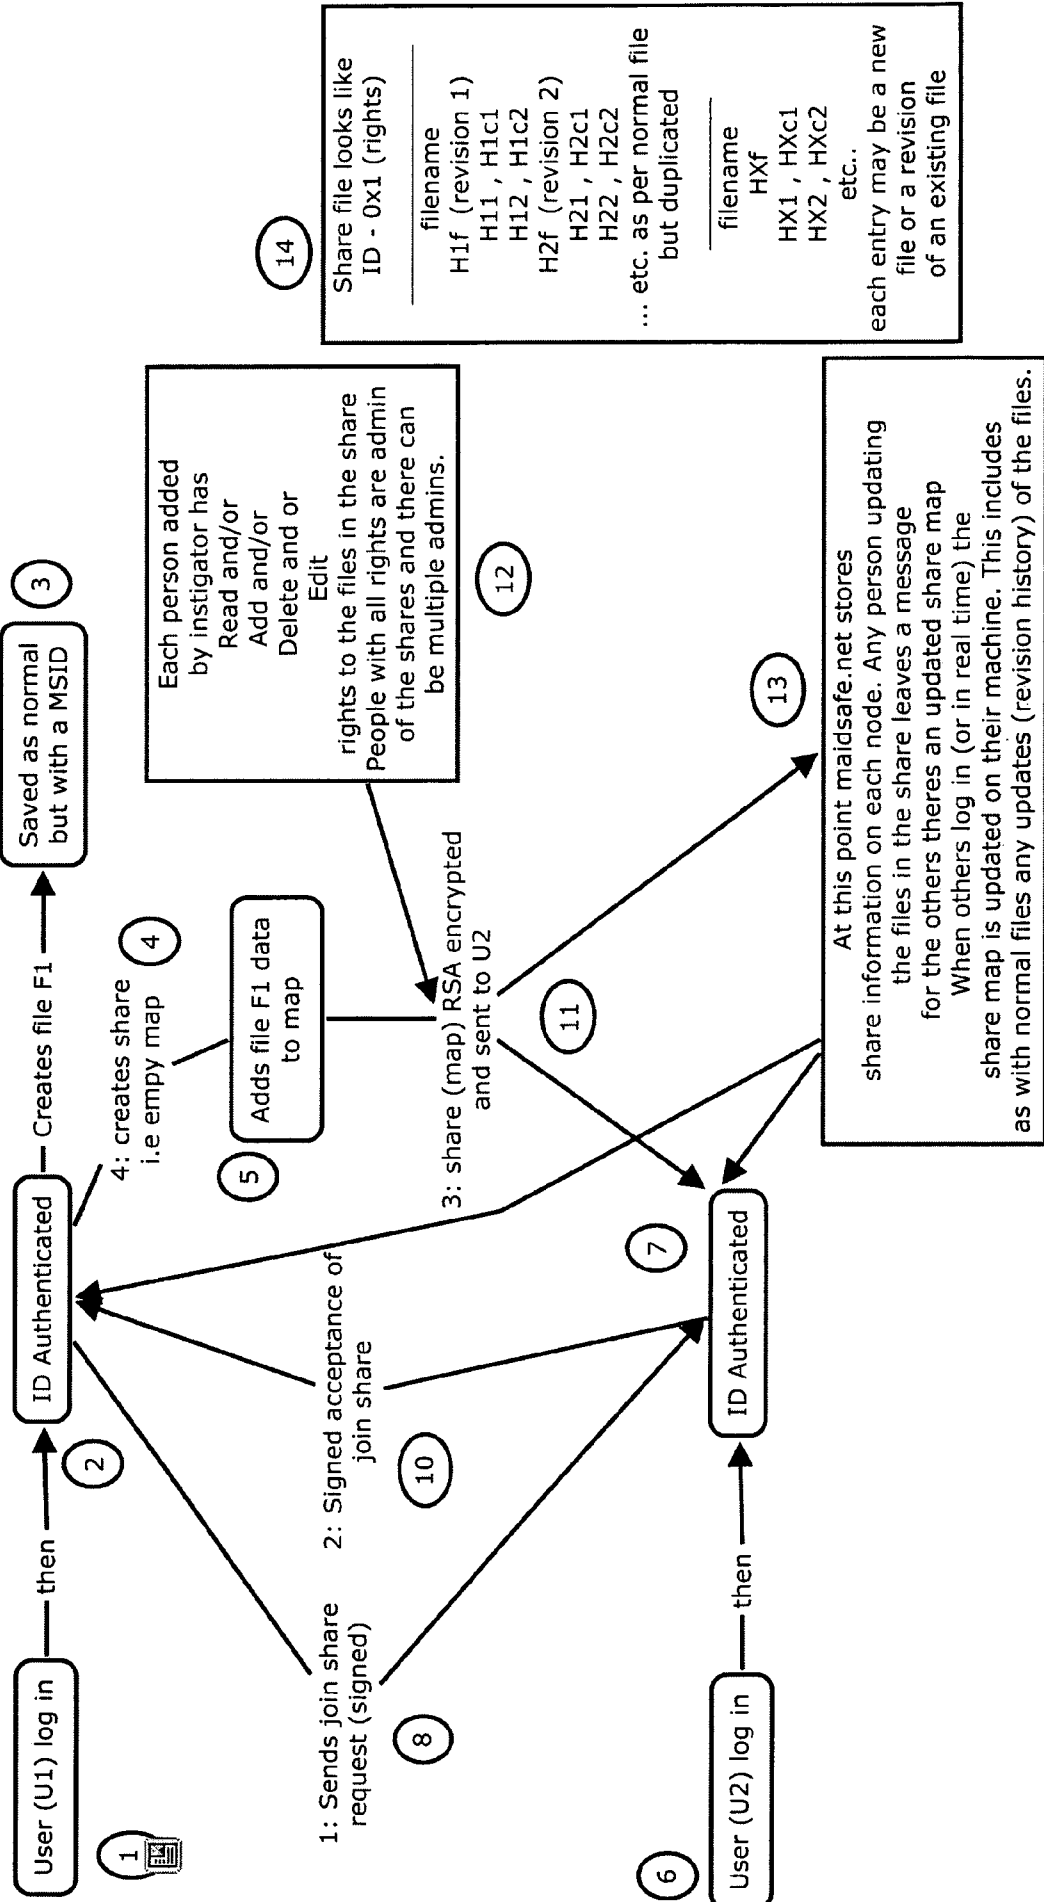 User (U1) log in
then
ID Authenticated
Creates file F1
Saved as normal
but with a MSID
1
2
3
4: creates share
i.e empy map
4
5
Adds file F1 data
to map
Each person added
by instigator has
Read and/or
Add and/or
Delete and or
Edit
rights to the files in the share
People with all rights are admin
of the shares and there can
be multiple admins.
12
14
Share file looks like
ID - 0x1 (rights)
filename
H1f (revision 1)
H11 , H1c1
H12 , H1c2
H2f (revision 2)
H21 , H2c1
H22 , H2c2
... etc. as per normal file
but duplicated
filename
HXf
HX1 , HXc1
HX2 , HXc2
etc..
each entry may be a new
file or a revision
of an existing file
1: Sends join share
request (signed)
8
2: Signed acceptance of
join share
10
3: share (map) RSA encrypted
and sent to U2
11
6
User (U2) log in
then
7
ID Authenticated
13
At this point maidsafe.net stores
share information on each node. Any person updating
the files in the share leaves a message
for the others theres an updated share map
When others log in (or in real time) the
share map is updated on their machine. This includes
as with normal files any updates (revision history) of the files.